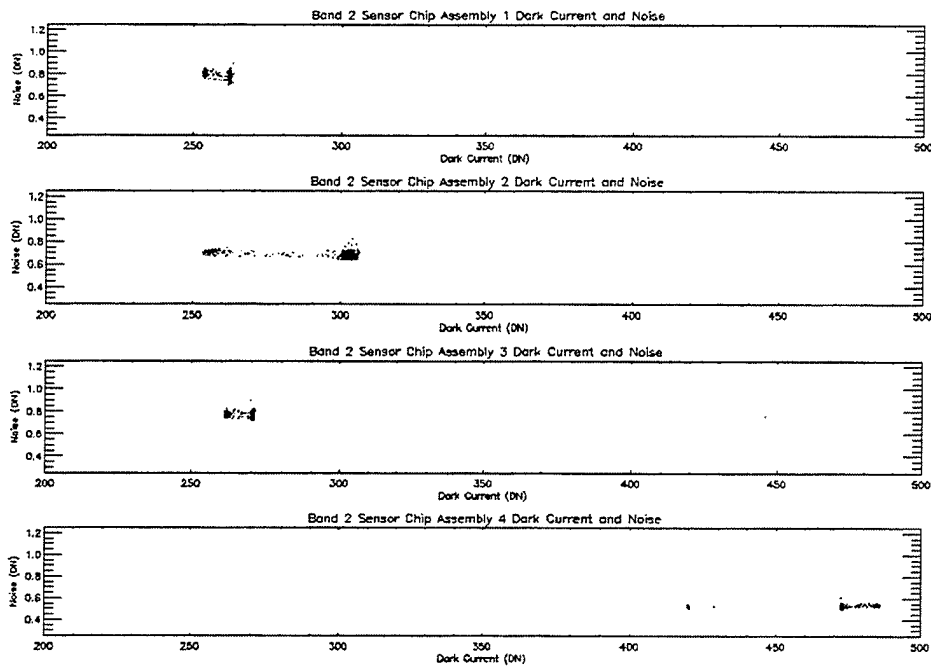 Band 2 Sensor Chip Assembly 1 Dark Current and Noise
Noise (DN)
1.2
1.0
0.8
0.6
0.4
200 250 300 350 400 450 500
Dark Current (DN)
Band 2 Sensor Chip Assembly 2 Dark Current and Noise
Noise (DN)
1.2
1.0
0.8
0.6
0.4
200 250 300 350 400 450 500
Dark Current (DN)
Band 2 Sensor Chip Assembly 3 Dark Current and Noise
Noise (DN)
1.2
1.0
0.8
0.6
0.4
200 250 300 350 400 450 500
Dark Current (DN)
Band 2 Sensor Chip Assembly 4 Dark Current and Noise
Noise (DN)
1.2
1.0
0.8
0.6
0.4
200 250 300 350 400 450 500
Dark Current (DN)